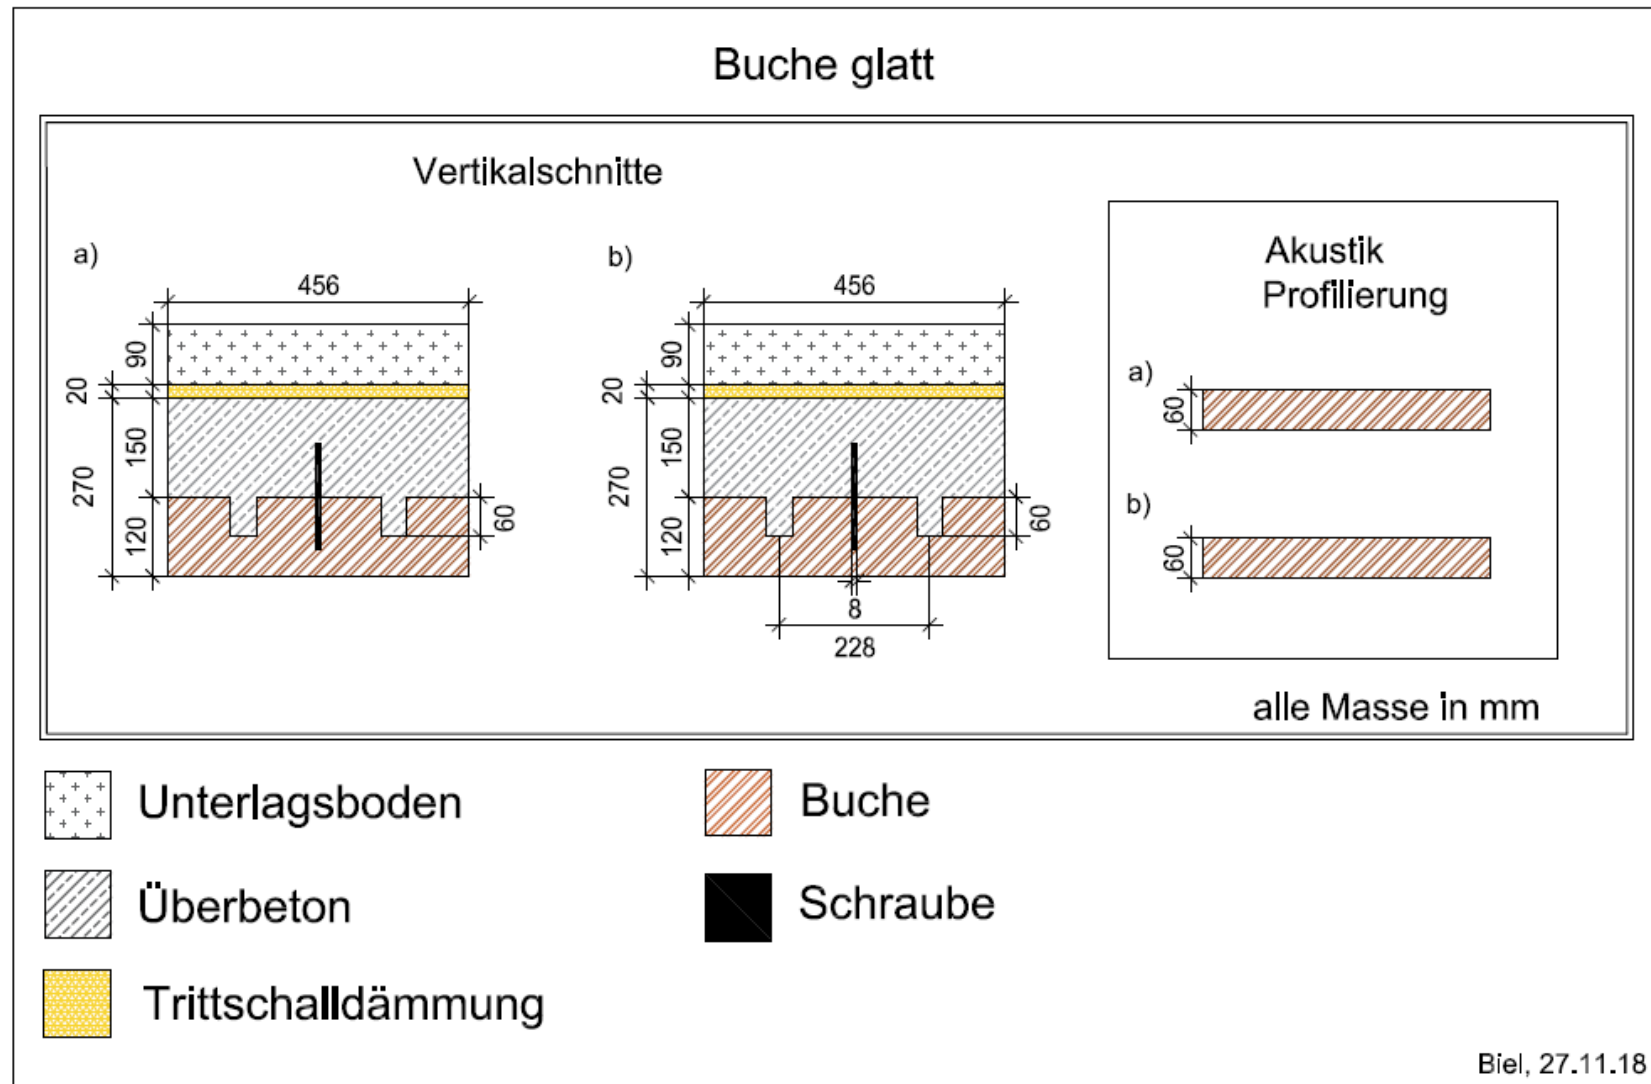 Buche glatt
Vertikalschnitte
a)
456
90
20
150
270
120
60
b)
456
90
20
150
270
120
60
8
228
Akustik
Profilierung
a)
60
b)
60
alle Masse in mm
Unterlagsboden
Überbeton
Trittschalldämmung
Buche
Schraube
Biel, 27.11.18